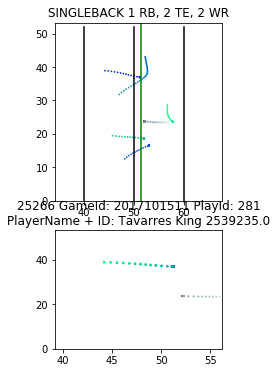 SINGLEBACK 1 RB, 2 TE, 2 WR
50
40
30
20
10
0
40 50 60
25266 GameId: 2017101511 PlayId: 281
PlayerName + ID: Tavarres King 2539235.0
40
20
0
40 45 50 55